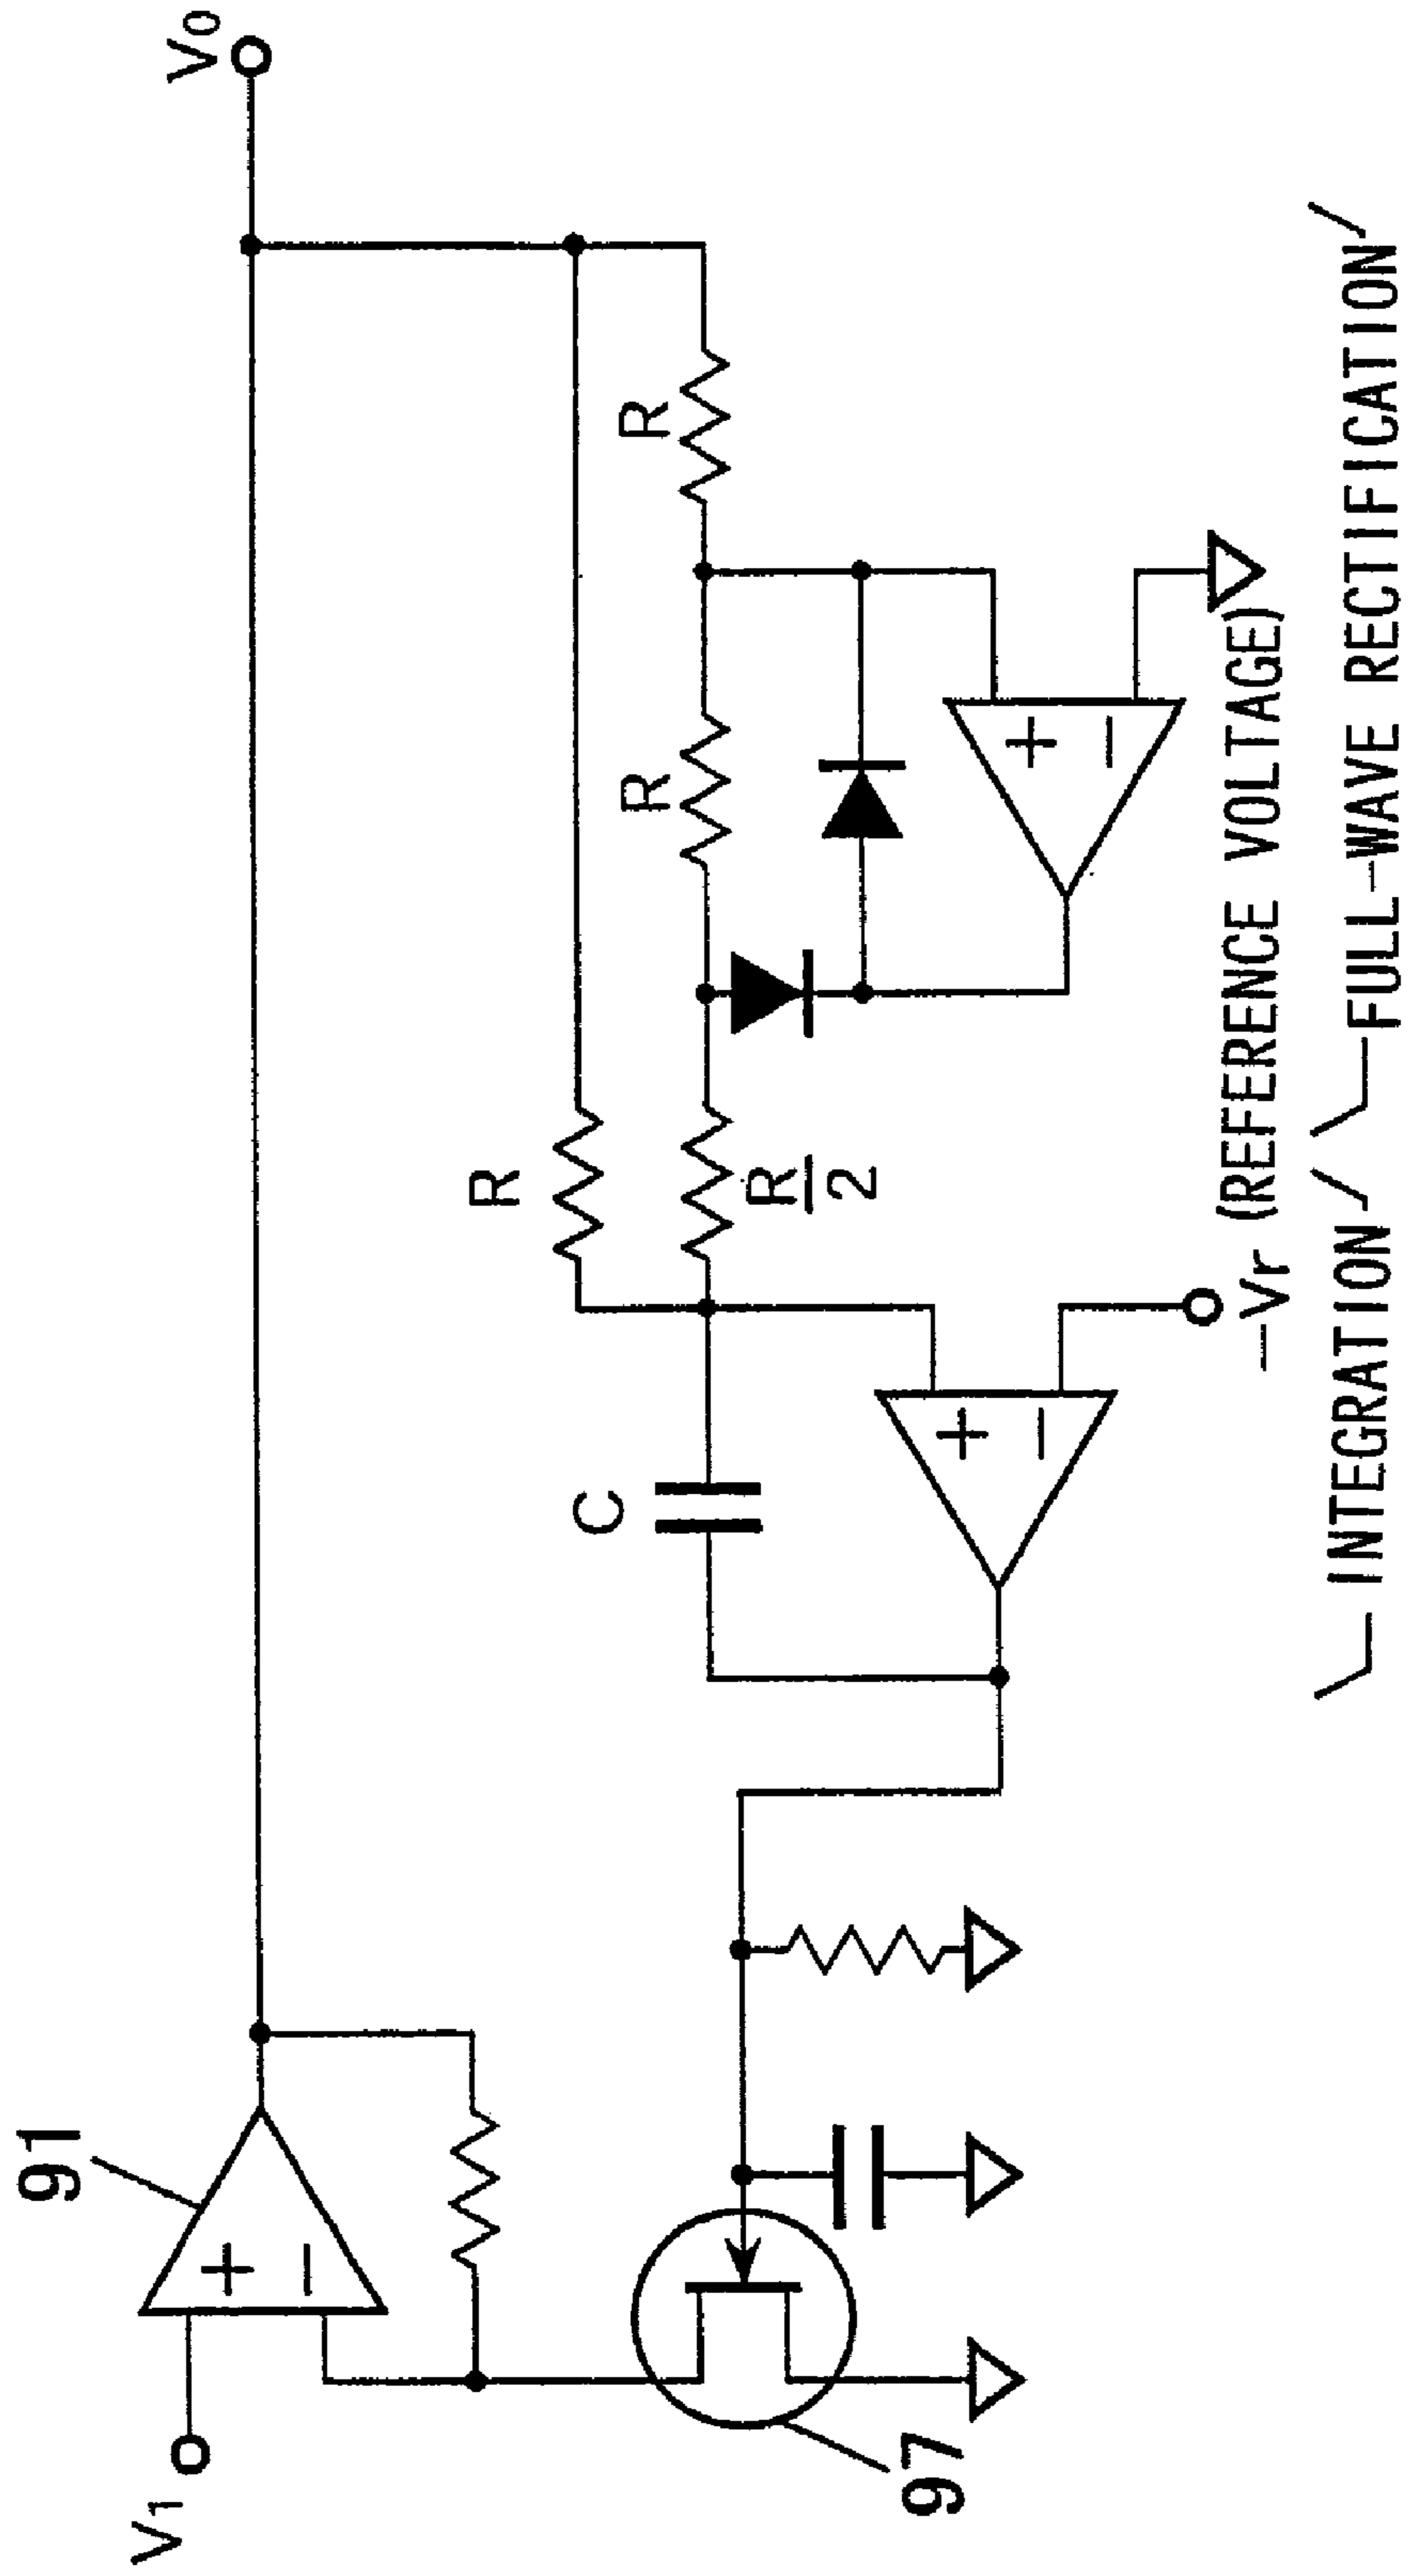 V1
91
+
−
V0
R
R
R
R/2
C
+
−
+
−
97
−Vr (REFERENCE VOLTAGE)
INTEGRATION
FULL-WAVE RECTIFICATION